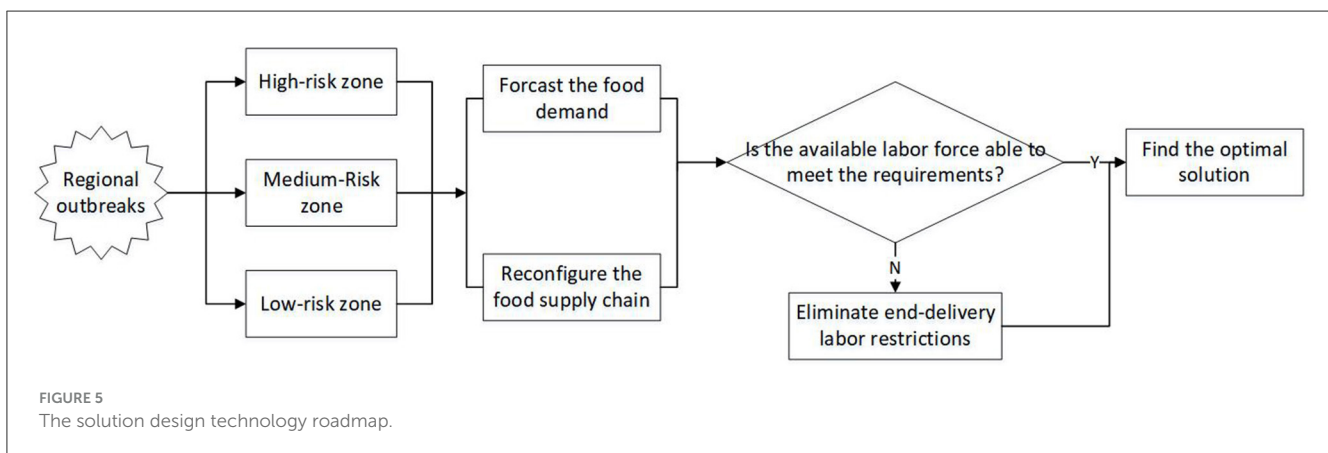 Regional
outbreaks
High-risk zone
Medium-Risk
zone
Low-risk zone
Forcast the food
demand
Reconfigure the
food supply chain
Is the available labor force able to
meet the requirements?
Y
N
Eliminate end-delivery
labor restrictions
Find the optimal
solution
FIGURE 5
The solution design technology roadmap.